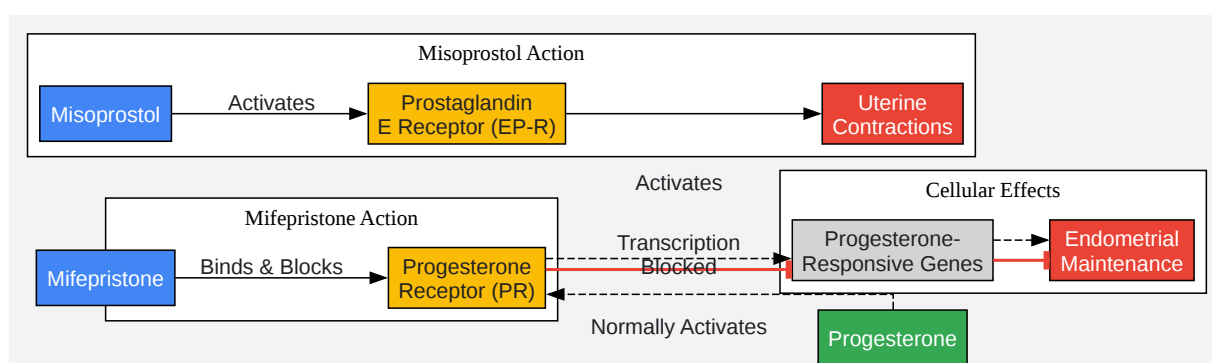 Misoprostol Action
Misoprostol
Activates
Prostaglandin
E Receptor (EP-R)
Uterine
Contractions
Activates
Cellular Effects
Mifepristone Action
Mifepristone
Binds & Blocks
Progesterone
Receptor (PR)
Transcription
Blocked
Progesterone-
Responsive Genes
Endometrial
Maintenance
Normally Activates
Progesterone